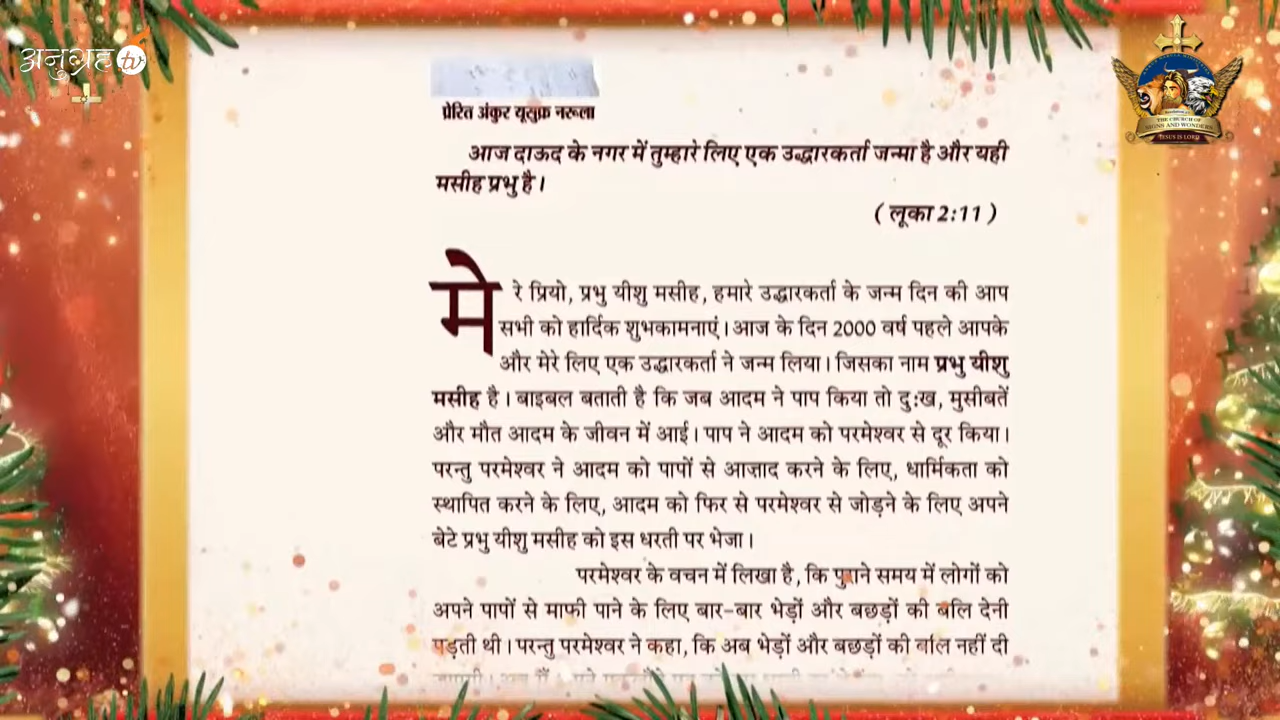 अनुग्रह tv
प्रेरित अंकुर यूसुफ़ नरूला
आज दाऊद के नगर में तुम्हारे लिए एक उद्धारकर्ता जन्मा है और यही
मसीह प्रभु है।
( लूका 2:11 )
मेरे प्रियो, प्रभु यीशु मसीह, हमारे उद्धारकर्ता के जन्म दिन की आप
सभी को हार्दिक शुभकामनाएं। आज के दिन 2000 वर्ष पहले आपके
और मेरे लिए एक उद्धारकर्ता ने जन्म लिया। जिसका नाम प्रभु यीशु
मसीह है। बाइबल बताती है कि जब आदम ने पाप किया तो दुःख, मुसीबतें
और मौत आदम के जीवन में आई। पाप ने आदम को परमेश्वर से दूर किया।
परन्तु परमेश्वर ने आदम को पापों से आज़ाद करने के लिए, धार्मिकता को
स्थापित करने के लिए, आदम को फिर से परमेश्वर से जोड़ने के लिए अपने
बेटे प्रभु यीशु मसीह को इस धरती पर भेजा।
परमेश्वर के वचन में लिखा है, कि पुराने समय में लोगों को
अपने पापों से माफी पाने के लिए बार-बार भेड़ों और बछड़ों की बलि देनी
पड़ती थी। परन्तु परमेश्वर ने कहा, कि अब भेड़ों और बछड़ों की बलि नहीं दी
THE CHURCH OF
SIGNS AND WONDERS
JESUS IS LORD